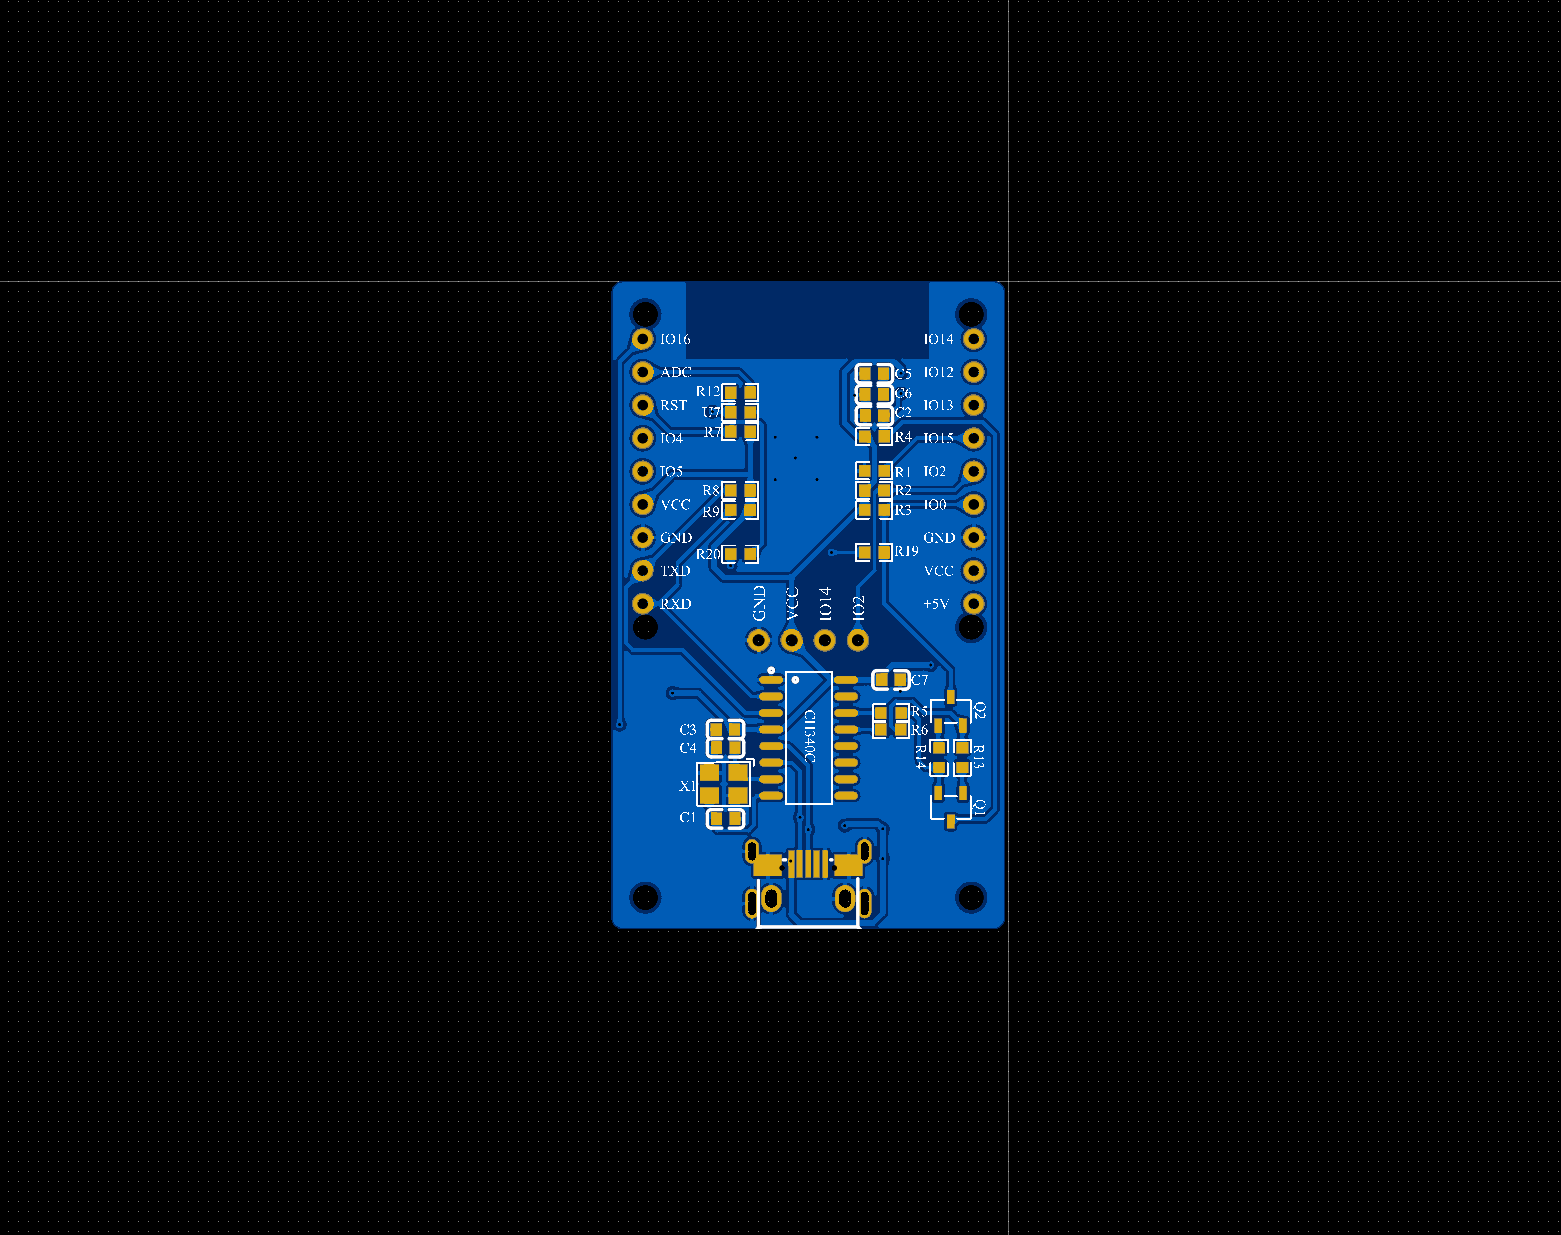 IO16
IO14
ADC
C5
IO12
R12
C6
RST
U7
C2
IO13
IO4
R7
R4
IO15
IO5
R1
IO2
R8
R2
VCC
R9
R3
IO0
GND
R20
R19
GND
TXD
VCC
RXD
GND
VCC
IO14
IO2
+5V
C7
CH340C
R5
Q2
C3
R6
C4
R14
R13
X1
C1
Q1